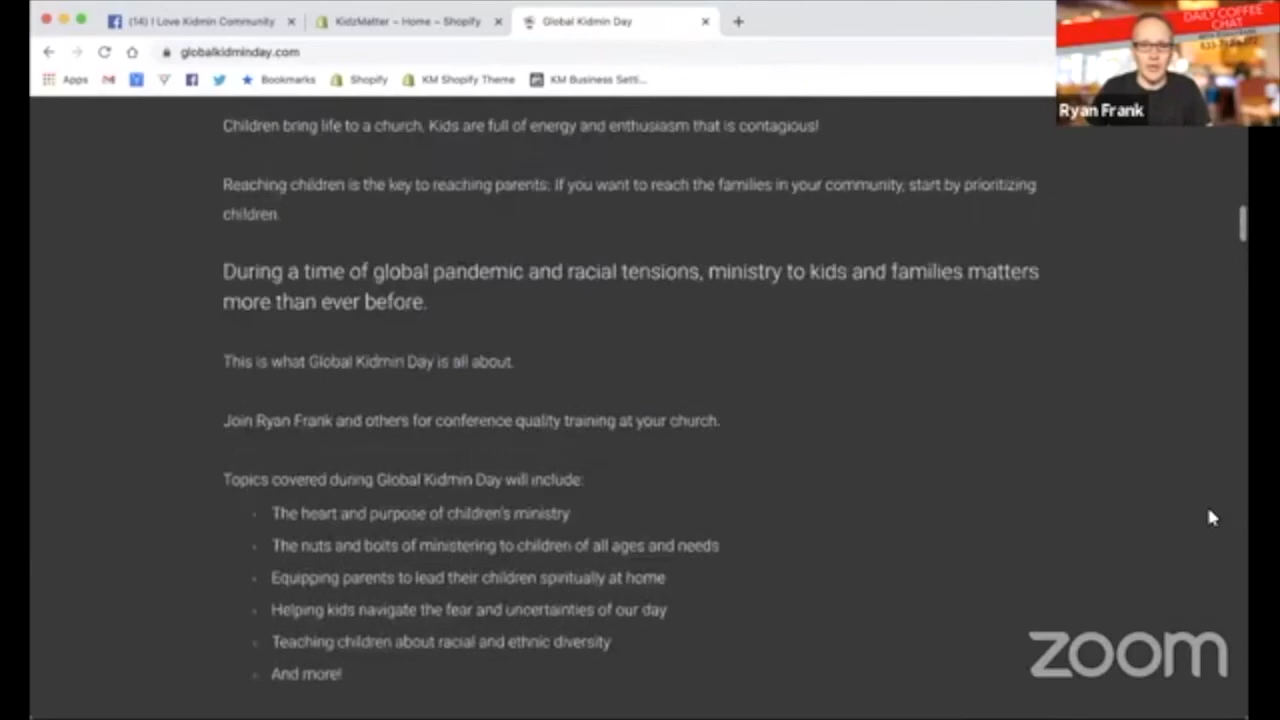 (14) I Love Kidmin Community
KidzMatter ~ Home ~ Shopify
Global Kidmin Day
globalkidminday.com
Apps
Bookmarks
Shopify
KM Shopify Theme
KM Business Setti...
DAILY COFFEE
CHAT
Ryan Frank
Children bring life to a church. Kids are full of energy and enthusiasm that is contagious!
Reaching children is the key to reaching parents; if you want to reach the families in your community, start by prioritizing
children.
During a time of global pandemic and racial tensions, ministry to kids and families matters
more than ever before.
This is what Global Kidmin Day is all about.
Join Ryan Frank and others for conference quality training at your church.
Topics covered during Global Kidmin Day will include:
The heart and purpose of children's ministry
The nuts and bolts of ministering to children of all ages and needs
Equipping parents to lead their children spiritually at home
Helping kids navigate the fear and uncertainties of our day
Teaching children about racial and ethnic diversity
And more!
zoom